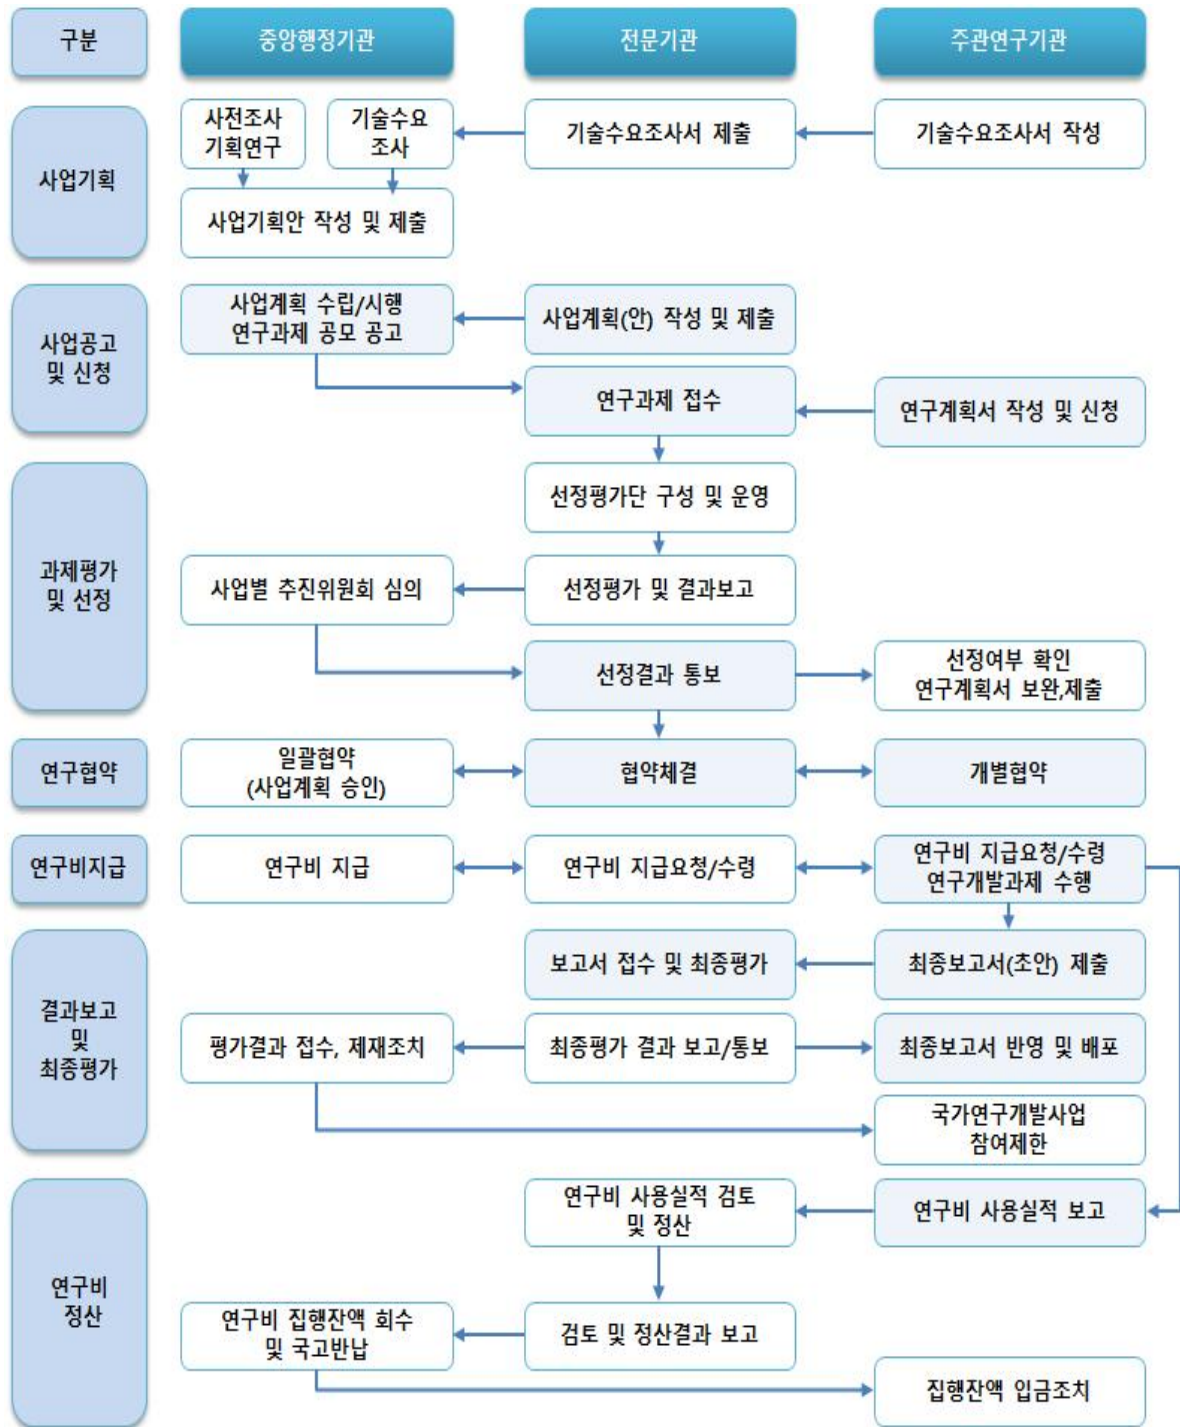 구분
중앙행정기관
전문기관
주관연구기관
사업기획
사전조사
기획연구
기술수요
조사
기술수요조사서 제출
기술수요조사서 작성
사업기획안 작성 및 제출
사업공고
및 신청
사업계획 수립/시행
연구과제 공모 공고
사업계획(안) 작성 및 제출
연구과제 접수
연구계획서 작성 및 신청
과제평가
및 선정
선정평가단 구성 및 운영
사업별 추진위원회 심의
선정평가 및 결과보고
선정결과 통보
선정여부 확인
연구계획서 보완,제출
연구협약
일괄협약
(사업계획 승인)
협약체결
개별협약
연구비지급
연구비 지급
연구비 지급요청/수령
연구비 지급요청/수령
연구개발과제 수행
결과보고
및
최종평가
보고서 접수 및 최종평가
최종보고서(초안) 제출
평가결과 접수, 제재조치
최종평가 결과 보고/통보
최종보고서 반영 및 배포
국가연구개발사업
참여제한
연구비
정산
연구비 사용실적 검토
및 정산
연구비 사용실적 보고
연구비 집행잔액 회수
및 국고반납
검토 및 정산결과 보고
집행잔액 입금조치